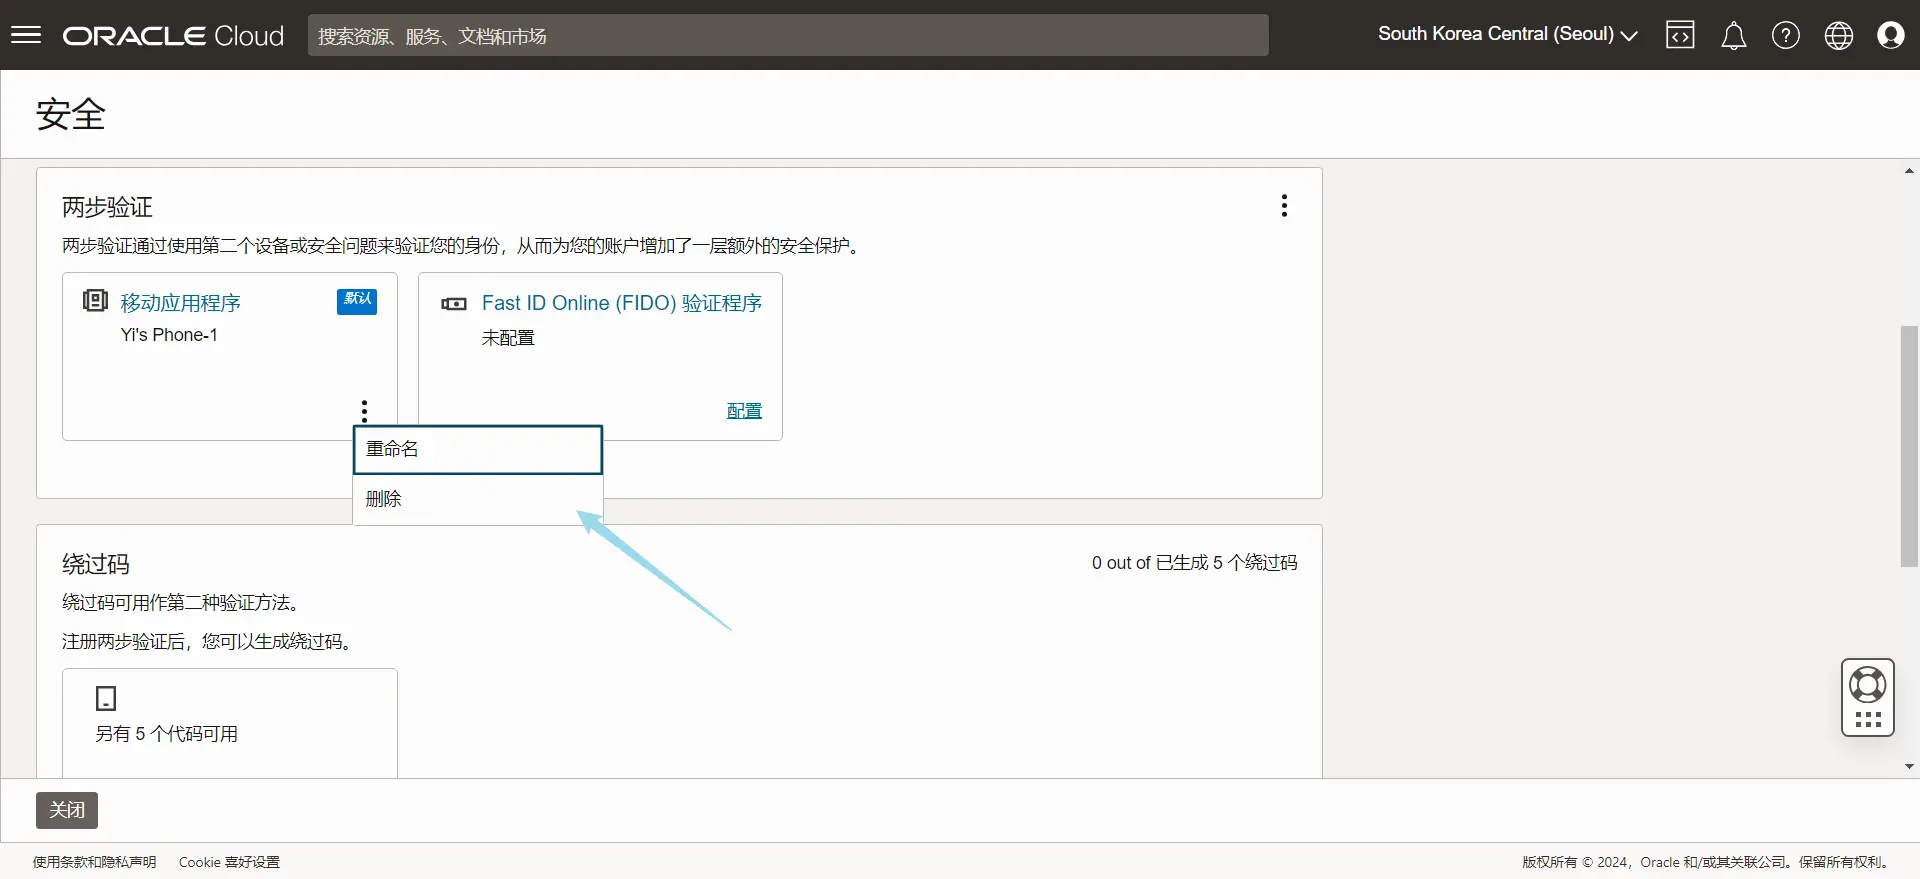 ORACLE Cloud
搜索资源、服务、文档和市场
South Korea Central (Seoul)
安全
两步验证
两步验证通过使用第二个设备或安全问题来验证您的身份，从而为您的账户增加了一层额外的安全保护。
移动应用程序
默认
Yi's Phone-1
Fast ID Online (FIDO) 验证程序
未配置
配置
重命名
删除
绕过码
0 out of 已生成 5 个绕过码
绕过码可用作第二种验证方法。
注册两步验证后，您可以生成绕过码。
另有 5 个代码可用
关闭
使用条款和隐私声明 Cookie 喜好设置
版权所有 © 2024，Oracle 和/或其关联公司。保留所有权利。